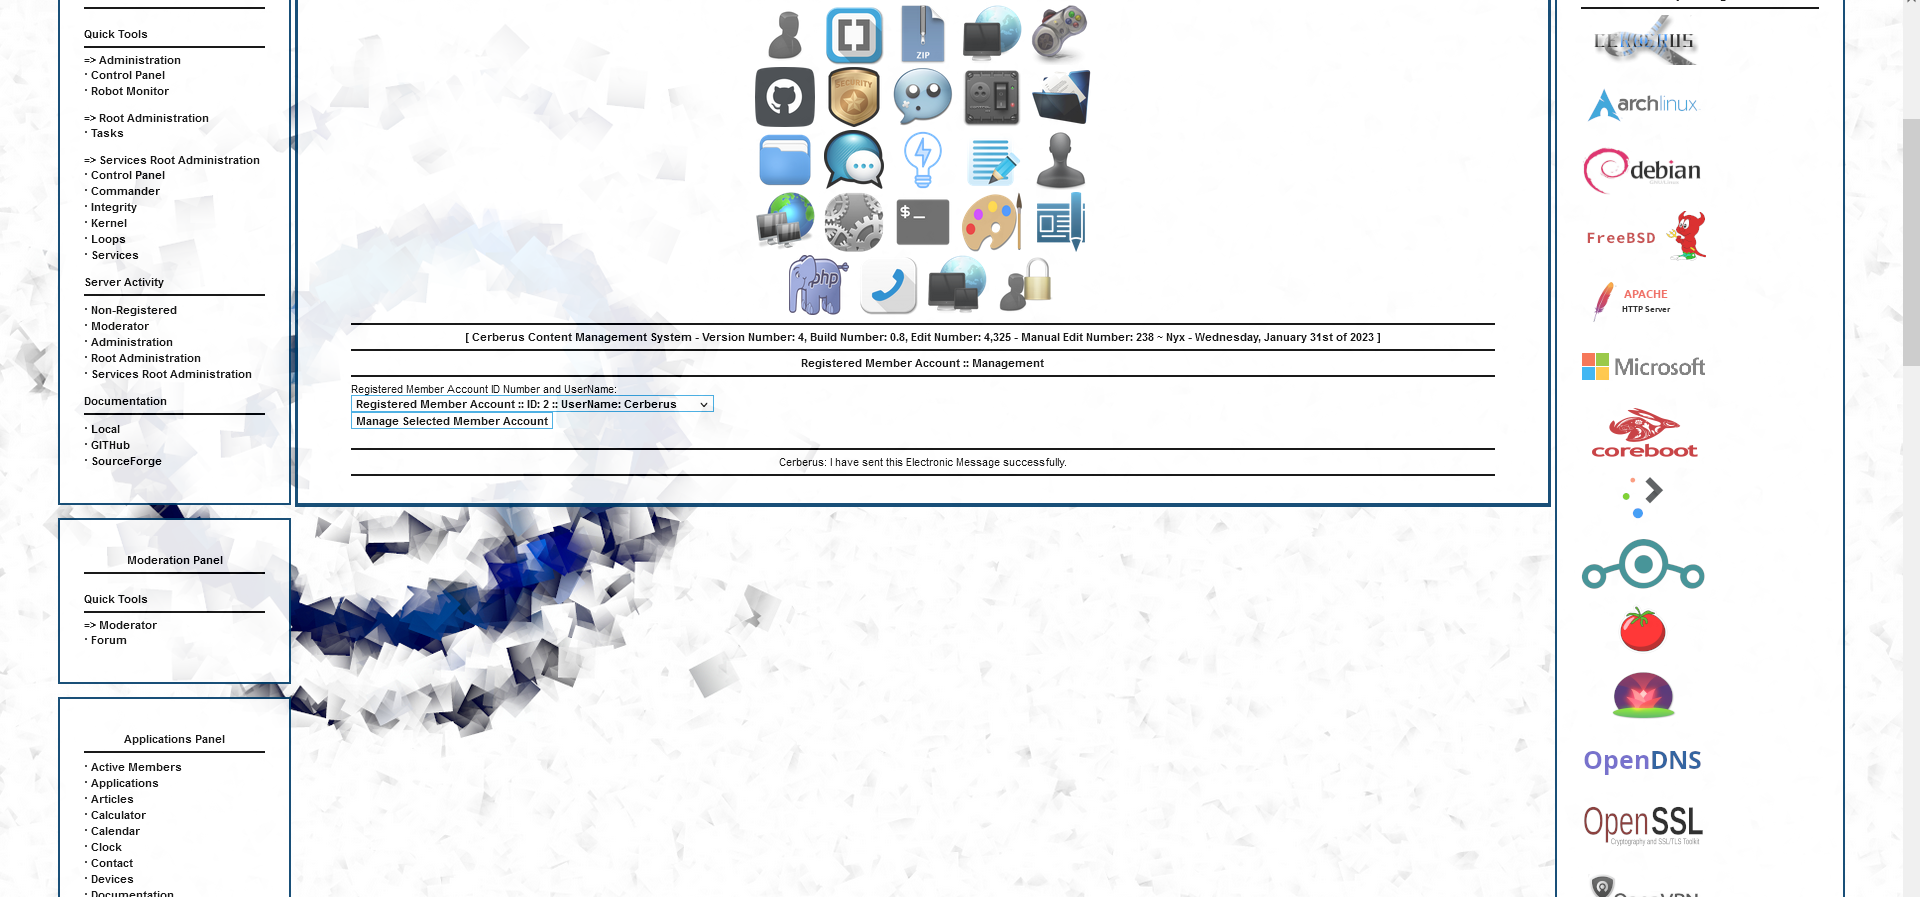 Quick Tools
=> Administration
· Control Panel
· Robot Monitor
=> Root Administration
· Tasks
=> Services Root Administration
· Control Panel
· Commander
· Integrity
· Kernel
· Loops
· Services
Server Activity
· Non-Registered
· Moderator
· Administration
· Root Administration
· Services Root Administration
Documentation
· Local
· GITHub
· SourceForge
Moderation Panel
Quick Tools
=> Moderator
· Forum
Applications Panel
· Active Members
· Applications
· Articles
· Calculator
· Calendar
· Clock
· Contact
· Devices
· Documentation
ZIP
SECURITY
$_
php
[ Cerberus Content Management System - Version Number: 4, Build Number: 0.8, Edit Number: 4,325 - Manual Edit Number: 238 ~ Nyx - Wednesday, January 31st of 2023 ]
Registered Member Account :: Management
Registered Member Account ID Number and UserName:
Registered Member Account :: ID: 2 :: UserName: Cerberus
Manage Selected Member Account
Cerberus: I have sent this Electronic Message successfully.
CERBERUS
archlinux
debian
FreeBSD
APACHE
HTTP Server
Microsoft
coreboot
OpenDNS
OpenSSL
Cryptography and SSL/TLS Toolkit